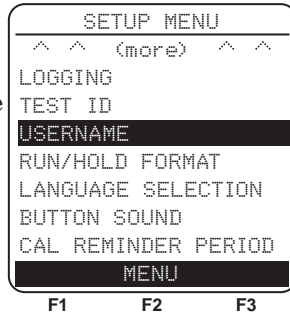 SETUP MENU
^ ^ (more) ^ ^
LOGGING
e TEST ID
USERNAME
RUN/HOLD FORMAT
LANGUAGE SELECTION
BUTTON SOUND
CAL REMINDER PERIOD
MENU
F1 F2 F3